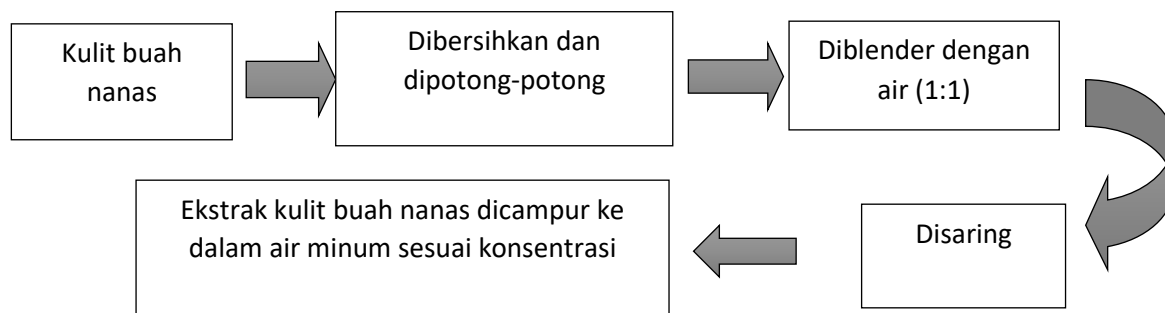 Kulit buah
nanas
Dibersihkan dan
dipotong-potong
Diblender dengan
air (1:1)
Disaring
Ekstrak kulit buah nanas dicampur ke
dalam air minum sesuai konsentrasi